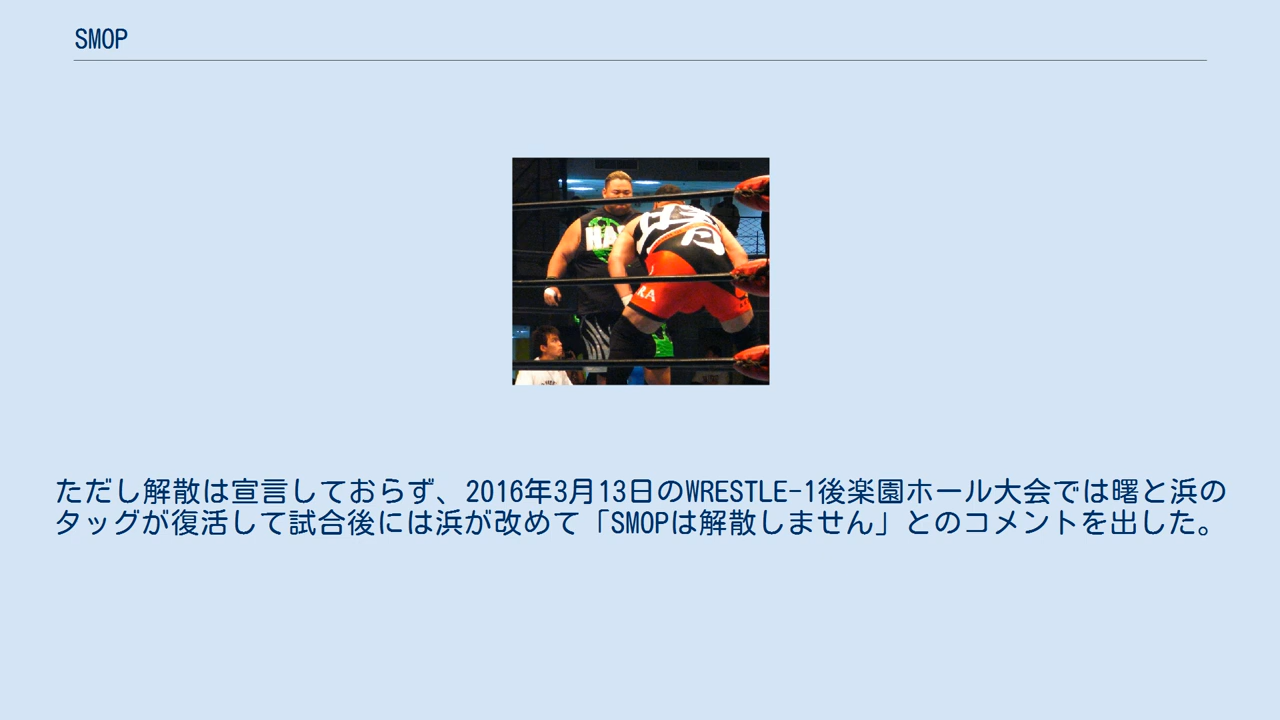 SMOP
ただし解散は宣言しておらず、2016年3月13日のWRESTLE-1後楽園ホール大会では曙と浜の
タッグが復活して試合後には浜が改めて「SMOPは解散しません」とのコメントを出した。